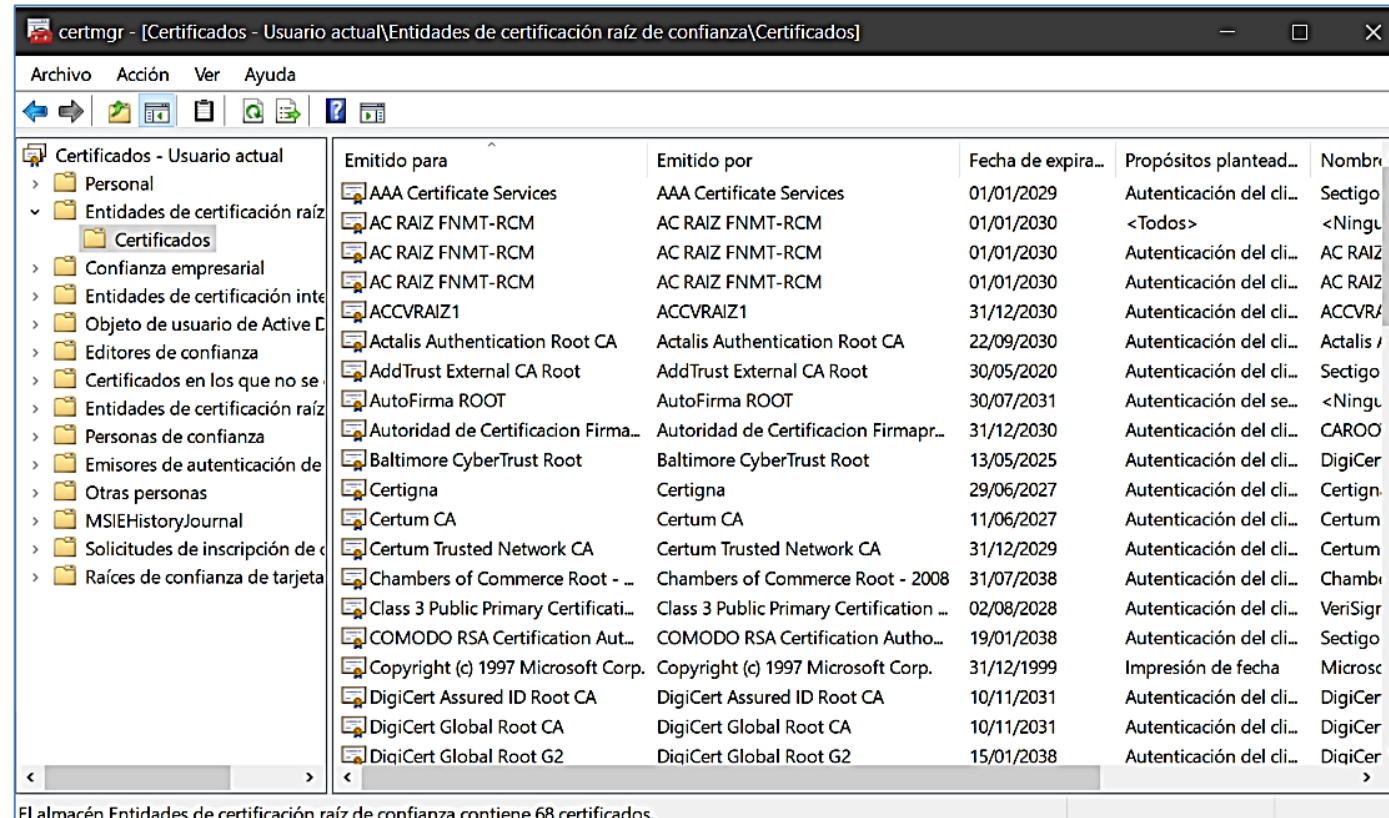 certmgr - [Certificados - Usuario actual\Entidades de certificación raíz de confianza\Certificados]
Archivo Acción Ver Ayuda
Certificados - Usuario actual
Personal
Entidades de certificación raíz
Certificados
Confianza empresarial
Entidades de certificación inte
Objeto de usuario de Active D
Editores de confianza
Certificados en los que no se
Entidades de certificación raíz
Personas de confianza
Emisores de autenticación de
Otras personas
MSIEHistoryJournal
Solicitudes de inscripción de c
Raíces de confianza de tarjeta
Emitido para Emitido por Fecha de expira... Propósitos plantead... Nombre
AAA Certificate Services AAA Certificate Services 01/01/2029 Autenticación del cli... Sectigo
AC RAIZ FNMT-RCM AC RAIZ FNMT-RCM 01/01/2030 <Todos> <Ningu
AC RAIZ FNMT-RCM AC RAIZ FNMT-RCM 01/01/2030 Autenticación del cli... AC RAIZ
AC RAIZ FNMT-RCM AC RAIZ FNMT-RCM 01/01/2030 Autenticación del cli... AC RAIZ
ACCVRAIZ1 ACCVRAIZ1 31/12/2030 Autenticación del cli... ACCVRA
Actalis Authentication Root CA Actalis Authentication Root CA 22/09/2030 Autenticación del cli... Actalis A
AddTrust External CA Root AddTrust External CA Root 30/05/2020 Autenticación del cli... Sectigo
AutoFirma ROOT AutoFirma ROOT 30/07/2031 Autenticación del se... <Ningu
Autoridad de Certificacion Firma... Autoridad de Certificacion Firmapr... 31/12/2030 Autenticación del cli... CAROO
Baltimore CyberTrust Root Baltimore CyberTrust Root 13/05/2025 Autenticación del cli... DigiCer
Certigna Certigna 29/06/2027 Autenticación del cli... Certign
Certum CA Certum CA 11/06/2027 Autenticación del cli... Certum
Certum Trusted Network CA Certum Trusted Network CA 31/12/2029 Autenticación del cli... Certum
Chambers of Commerce Root - ... Chambers of Commerce Root - 2008 31/07/2038 Autenticación del cli... Chambe
Class 3 Public Primary Certificati... Class 3 Public Primary Certification ... 02/08/2028 Autenticación del cli... VeriSigr
COMODO RSA Certification Aut... COMODO RSA Certification Autho... 19/01/2038 Autenticación del cli... Sectigo
Copyright (c) 1997 Microsoft Corp. Copyright (c) 1997 Microsoft Corp. 31/12/1999 Impresión de fecha Microsc
DigiCert Assured ID Root CA DigiCert Assured ID Root CA 10/11/2031 Autenticación del cli... DigiCer
DigiCert Global Root CA DigiCert Global Root CA 10/11/2031 Autenticación del cli... DigiCer
DigiCert Global Root G2 DigiCert Global Root G2 15/01/2038 Autenticación del cli... DigiCer
El almacén Entidades de certificación raíz de confianza contiene 68 certificados.